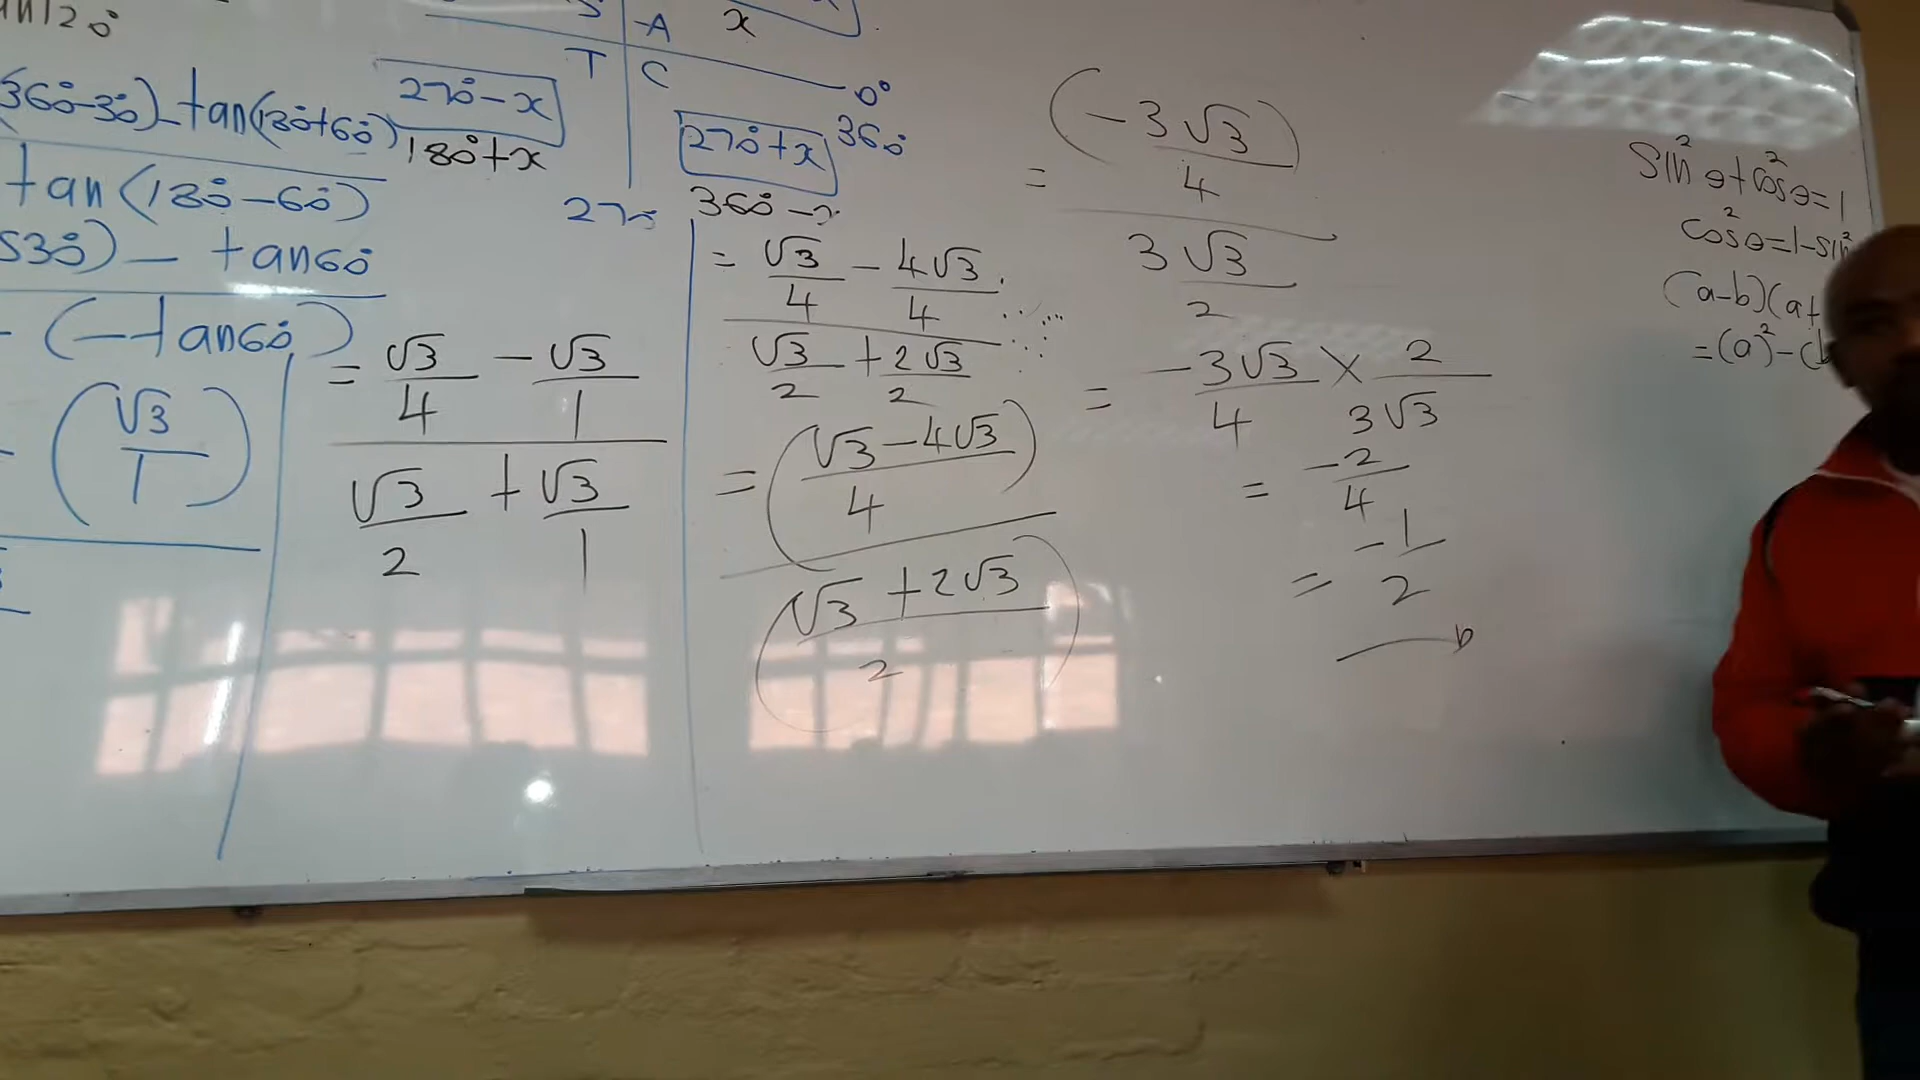 n120°
S A
x
T C
0°
360°-30°)-tan(180°+60°)
270°-x
180°+x
270°+x
360°
270°
tan(180°-60°)
s30°) - tan60°
- (-tan60°)
(√3/1)
= (√3/4 - √3/1) / (√3/2 + √3/1)
= (√3/4 - 4√3/4) / (√3/2 + 2√3/2)
= ((√3-4√3)/4) / ((√3+2√3)/2)
= (-3√3/4) / (3√3/2)
= -3√3/4 × 2/3√3
= -2/4
= -1/2
sin²θ+cos²θ=1
cos²θ=1-sin²
(a-b)(a+
=(a)²-(b